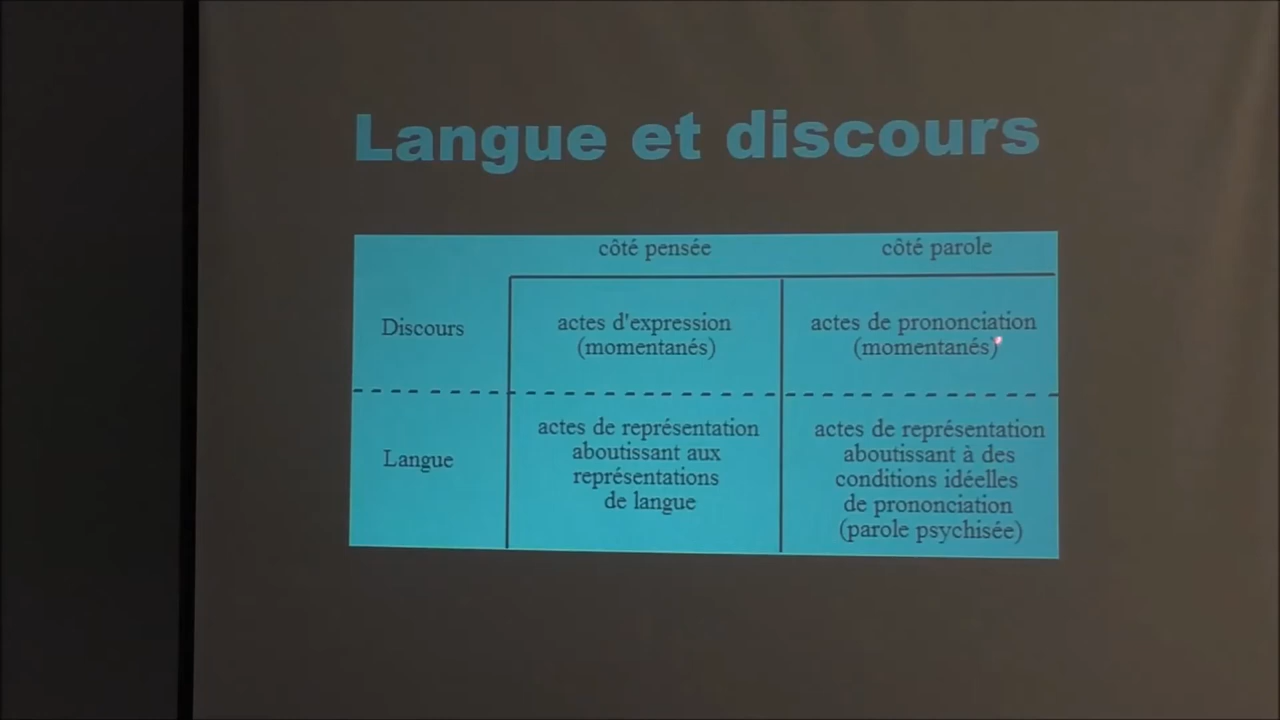 Langue et discours
côté pensée
côté parole
Discours
actes d'expression
(momentanés)
actes de prononciation
(momentanés)
Langue
actes de représentation
aboutissant aux
représentations
de langue
actes de représentation
aboutissant à des
conditions idéelles
de prononciation
(parole psychisée)